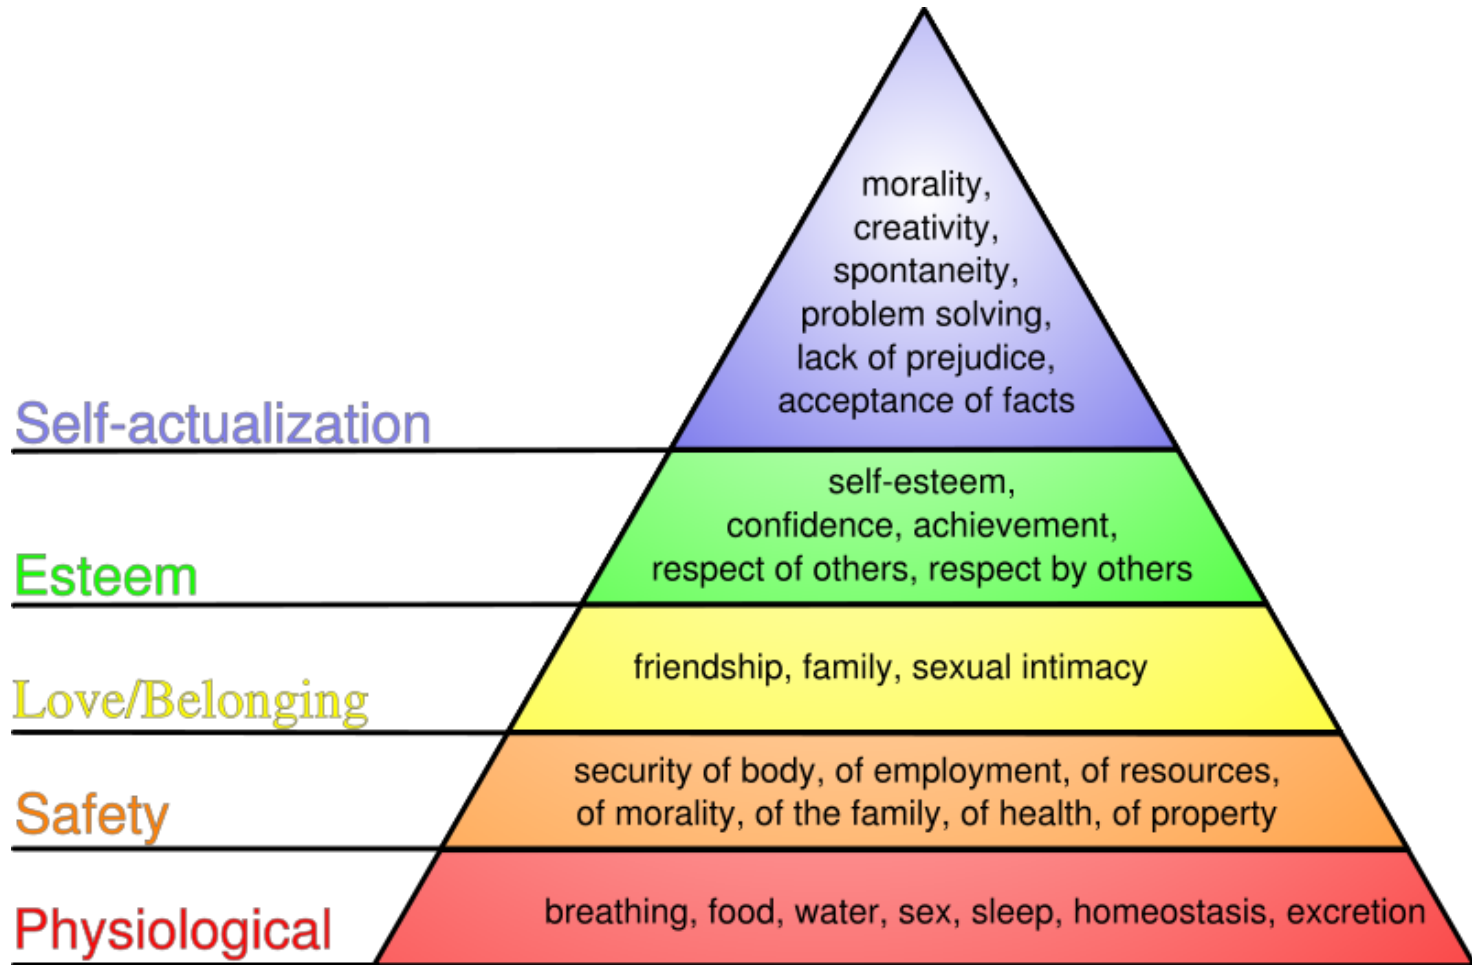 morality,
creativity,
spontaneity,
problem solving,
lack of prejudice,
acceptance of facts
Self-actualization
self-esteem,
confidence, achievement,
respect of others, respect by others
Esteem
friendship, family, sexual intimacy
Love/Belonging
security of body, of employment, of resources,
of morality, of the family, of health, of property
Safety
breathing, food, water, sex, sleep, homeostasis, excretion
Physiological